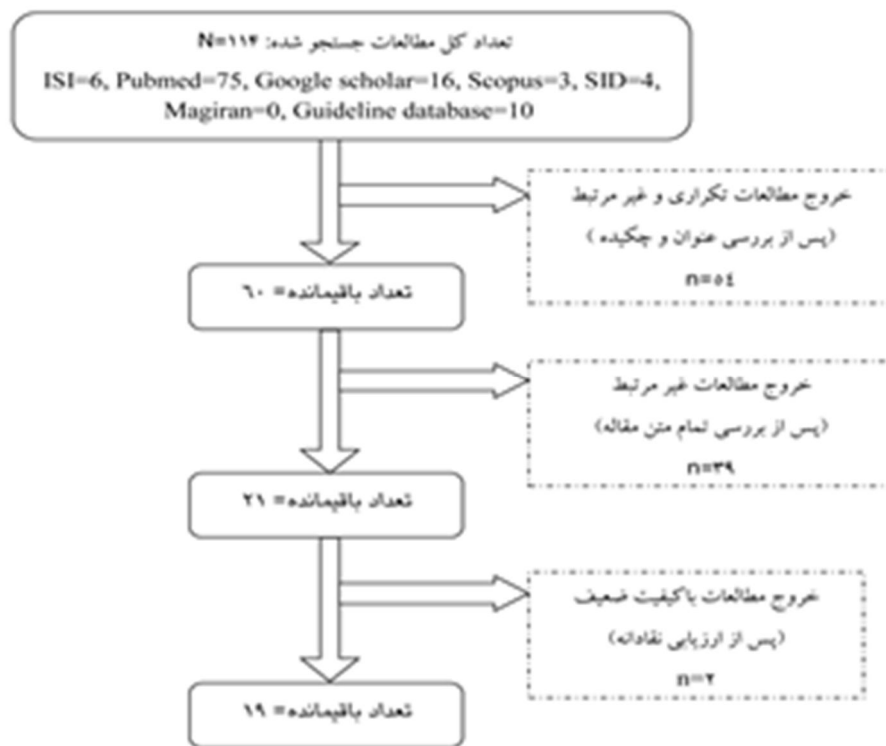 تعداد کل مطالعات جستجو شده: N=۱۱۴
ISI=6, Pubmed=75, Google scholar=16, Scopus=3, SID=4,
Magiran=0, Guideline database=10
خروج مطالعات تکراری و غیر مرتبط
(پس از بررسی عنوان و چکیده )
n=٥٤
تعداد باقیمانده= ٦٠
خروج مطالعات غیر مرتبط
(پس از بررسی تمام متن مقاله)
n=۳۹
تعداد باقیمانده= ۲۱
خروج مطالعات باکیفیت ضعیف
(پس از ارزیابی نقادانه)
n=۲
تعداد باقیمانده= ۱۹